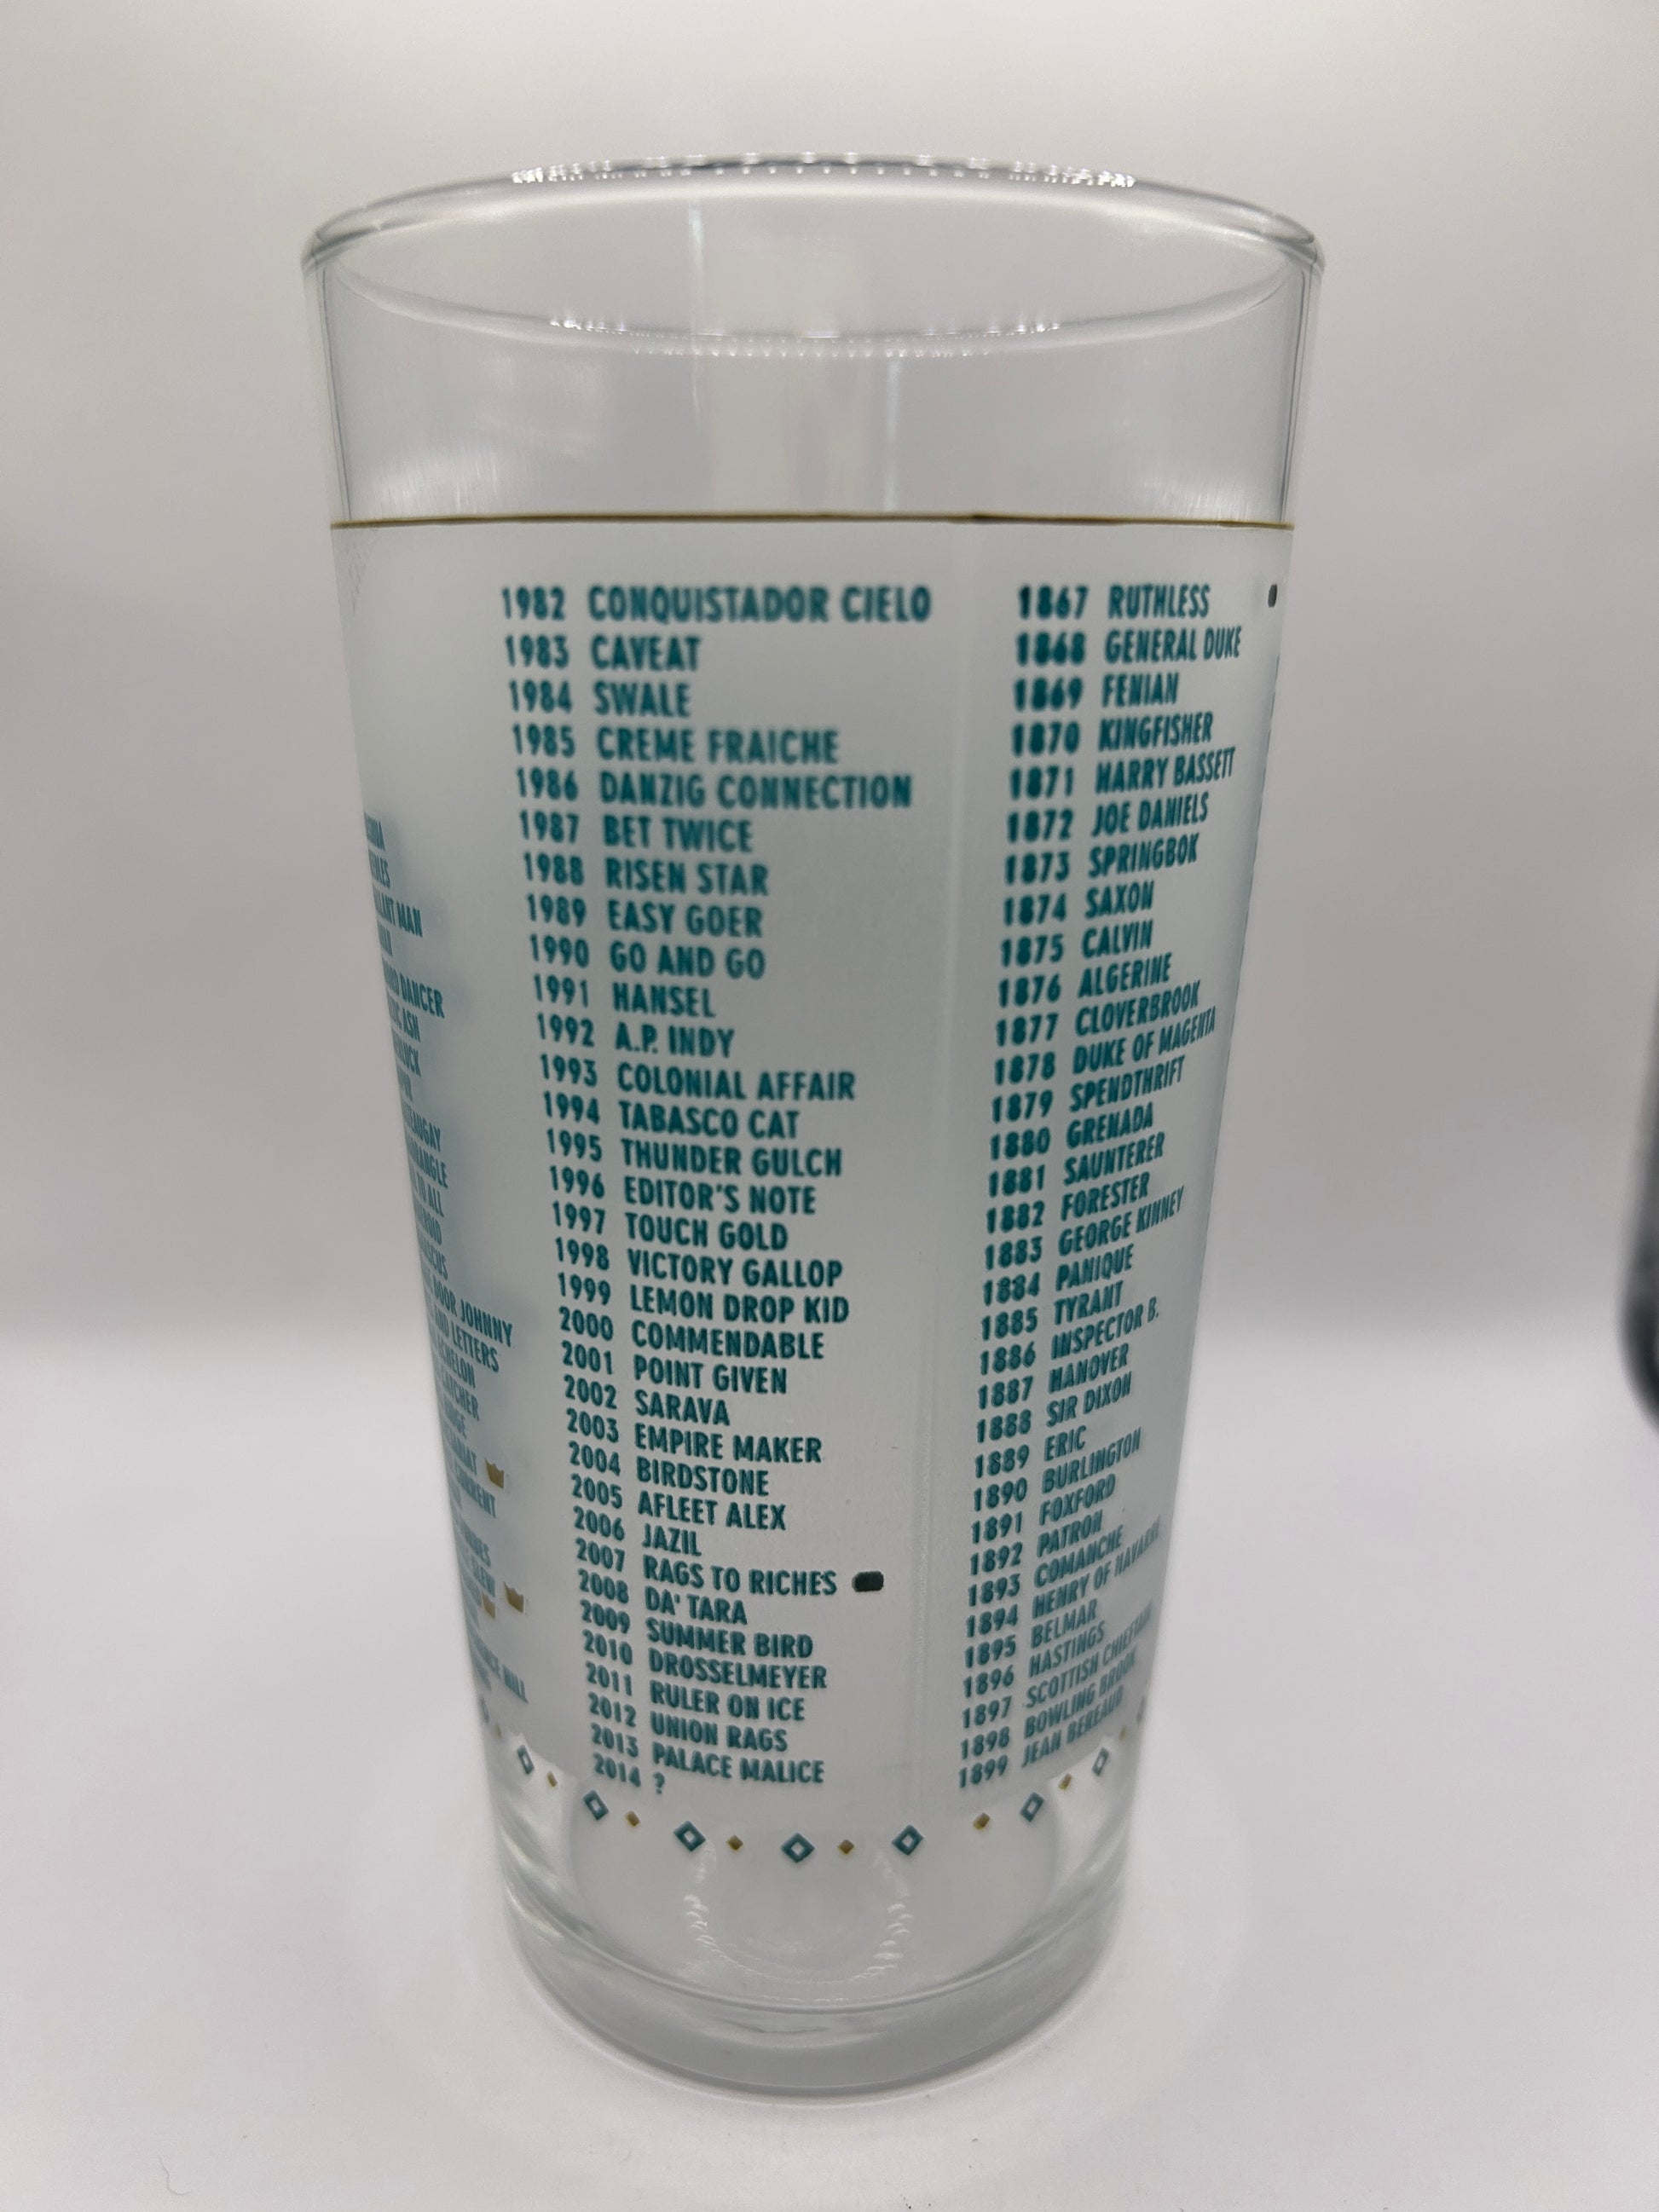 MAN
DANCER
ASH
DOOR JOHNNY
AND LETTERS
1982 CONQUISTADOR CIELO
1983 CAVEAT
1984 SWALE
1985 CREME FRAICHE
1986 DANZIG CONNECTION
1987 BET TWICE
1988 RISEN STAR
1989 EASY GOER
1990 GO AND GO
1991 HANSEL
1992 A.P. INDY
1993 COLONIAL AFFAIR
1994 TABASCO CAT
1995 THUNDER GULCH
1996 EDITOR'S NOTE
1997 TOUCH GOLD
1998 VICTORY GALLOP
1999 LEMON DROP KID
2000 COMMENDABLE
2001 POINT GIVEN
2002 SARAVA
2003 EMPIRE MAKER
2004 BIRDSTONE
2005 AFLEET ALEX
2006 JAZIL
2007 RAGS TO RICHES
2008 DA' TARA
2009 SUMMER BIRD
2010 DROSSELMEYER
2011 RULER ON ICE
2012 UNION RAGS
2013 PALACE MALICE
2014 ?
1867 RUTHLESS
1868 GENERAL DUKE
1869 FENIAN
1870 KINGFISHER
1871 HARRY BASSETT
1872 JOE DANIELS
1873 SPRINGBOK
1874 SAXON
1875 CALVIN
1876 ALGERINE
1877 CLOVERBROOK
1878 DUKE OF MAGENTA
1879 SPENDTHRIFT
1880 GRENADA
1881 SAUNTERER
1882 FORESTER
1883 GEORGE KINNEY
1884 PANIQUE
1885 TYRANT
1886 INSPECTOR B.
1887 HANOVER
1888 SIR DIXON
1889 ERIC
1890 BURLINGTON
1891 FOXFORD
1892 PATRON
1893 COMANCHE
1894 HENRY OF NAVARRE
1895 BELMAR
1896 HASTINGS
1897 SCOTTISH CHIEFTAIN
1898 BOWLING BROOK
1899 JEAN BEREAUD